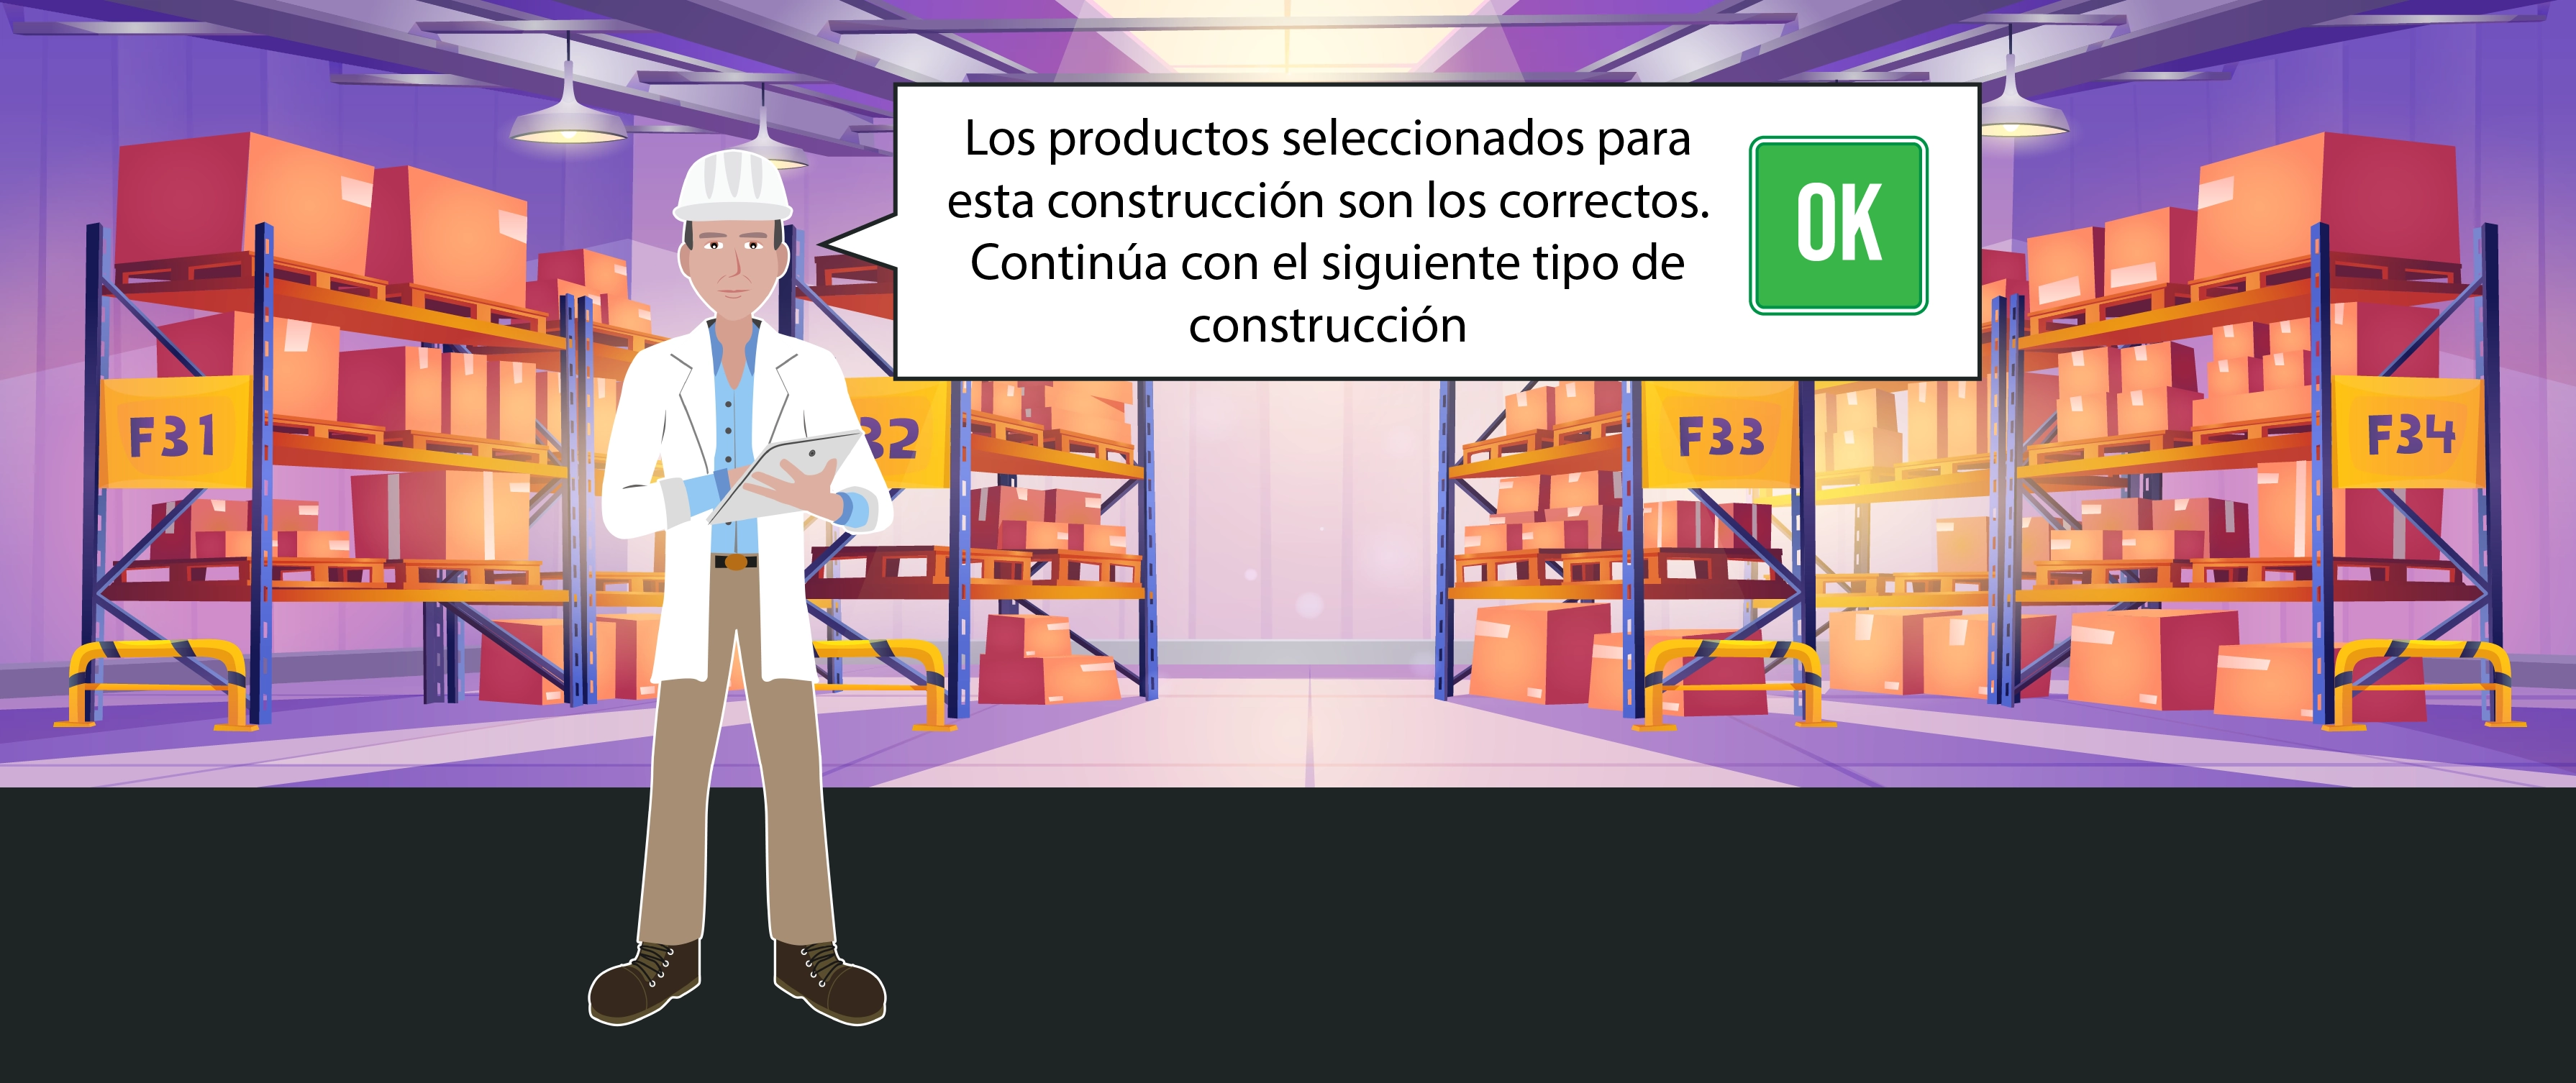 Los productos seleccionados para
esta construcción son los correctos.
Continúa con el siguiente tipo de
construcción
OK
F31
32
F33
F34